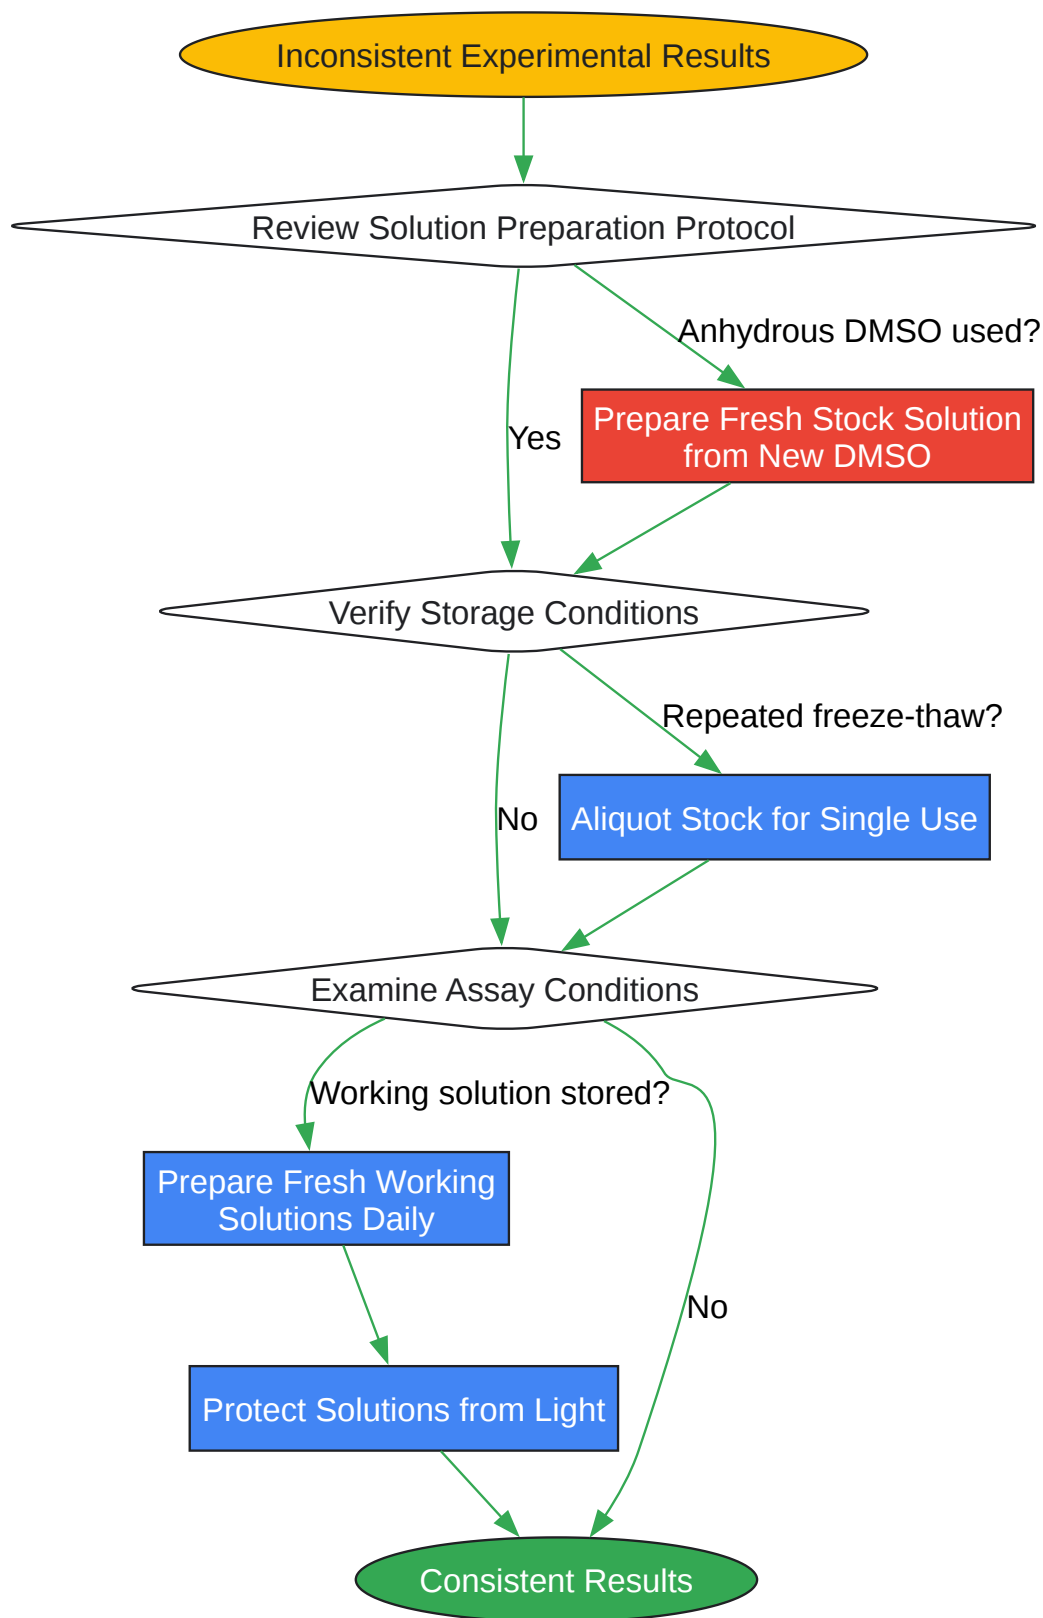 Inconsistent Experimental Results
Review Solution Preparation Protocol
Anhydrous DMSO used?
Prepare Fresh Stock Solution
from New DMSO
Yes
Verify Storage Conditions
Repeated freeze-thaw?
Aliquot Stock for Single Use
No
Examine Assay Conditions
Working solution stored?
Prepare Fresh Working
Solutions Daily
No
Protect Solutions from Light
Consistent Results